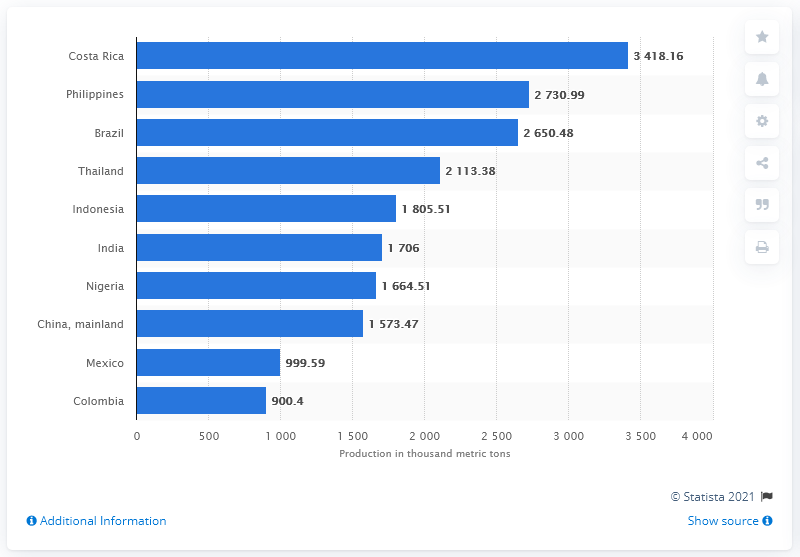 Costa Rica 3 418.16
Philippines 2 730.99
Brazil 2 650.48
Thailand 2 113.38
Indonesia 1 805.51
India 1 706
Nigeria 1 664.51
China, mainland 1 573.47
Mexico 999.59
Colombia 900.4
0 500 1 000 1 500 2 000 2 500 3 000 3 500 4 000
Production in thousand metric tons
© Statista 2021
Additional Information Show source